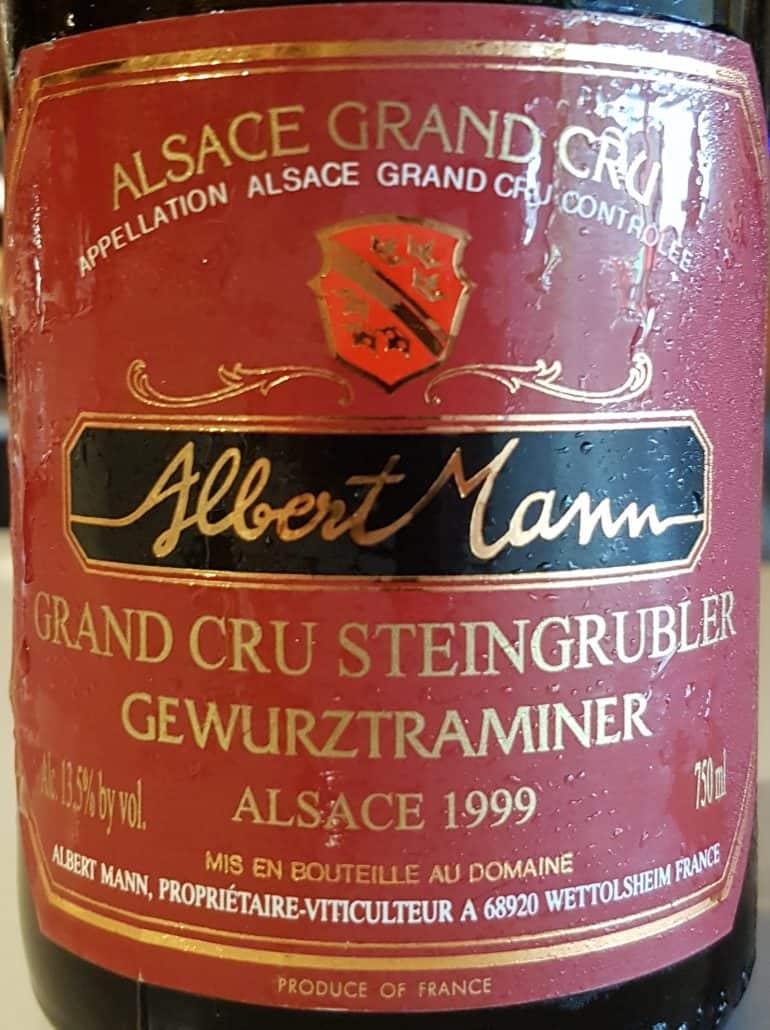 ALSACE GRAND CRU
APPELLATION ALSACE GRAND CRU CONTRÔLÉE
Albert Mann
GRAND CRU STEINGRUBLER
GEWURZTRAMINER
Alc. 13,5% by vol.
ALSACE 1999
750 ml
MIS EN BOUTEILLE AU DOMAINE
ALBERT MANN, PROPRIÉTAIRE-VITICULTEUR A 68920 WETTOLSHEIM FRANCE
PRODUCE OF FRANCE